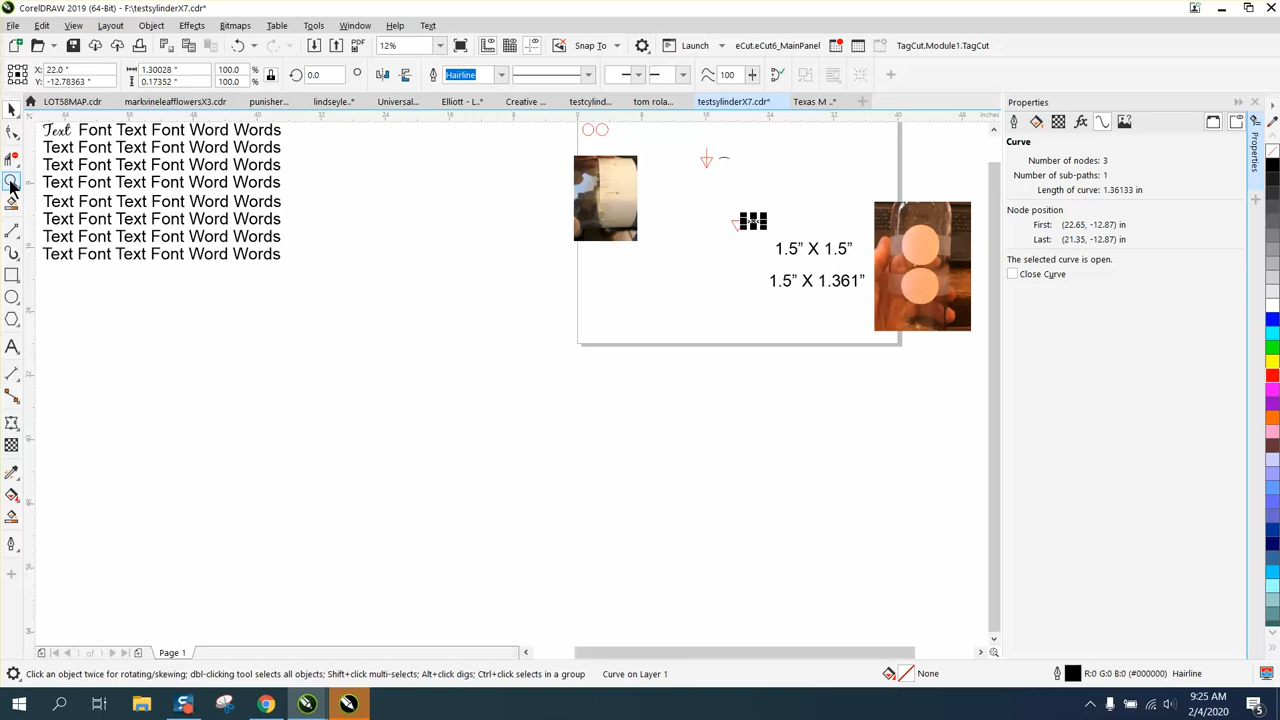 CorelDRAW 2019 (64-Bit) - F:\testsylinderX7.cdr*
File Edit View Layout Object Effects Bitmaps Table Tools Window Help Text
PDF 12% Snap To Launch eCut.eCut6_MainPanel TagCut.Module1.TagCut
X: 22.0 " 1.30028 " 100.0 % 0.0 ° Hairline 100
Y: -12.78363 " 0.17352 " 100.0 %
LOT58MAP.cdr markvineleafflowersX3.cdr punisher... lindseyle..* Universal... Elliott - L..* Creative ... testcylind... tom rola... testsylinderX7.cdr* Texas M ..*
Text Font Text Font Word Words
Text Font Text Font Word Words
Text Font Text Font Word Words
Text Font Text Font Word Words
Text Font Text Font Word Words
Text Font Text Font Word Words
Text Font Text Font Word Words
Text Font Text Font Word Words
1.5” X 1.5”
1.5” X 1.361”
Properties
Curve
Number of nodes: 3
Number of sub-paths: 1
Length of curve: 1.36133 in
Node position
First: (22.65, -12.87) in
Last: (21.35, -12.87) in
The selected curve is open.
Close Curve
Properties
inches
1 of 1 Page 1
Click an object twice for rotating/skewing; dbl-clicking tool selects all objects; Shift+click multi-selects; Alt+click digs; Ctrl+click selects in a group Curve on Layer 1 None R:0 G:0 B:0 (#000000) Hairline
9:25 AM
2/4/2020
5